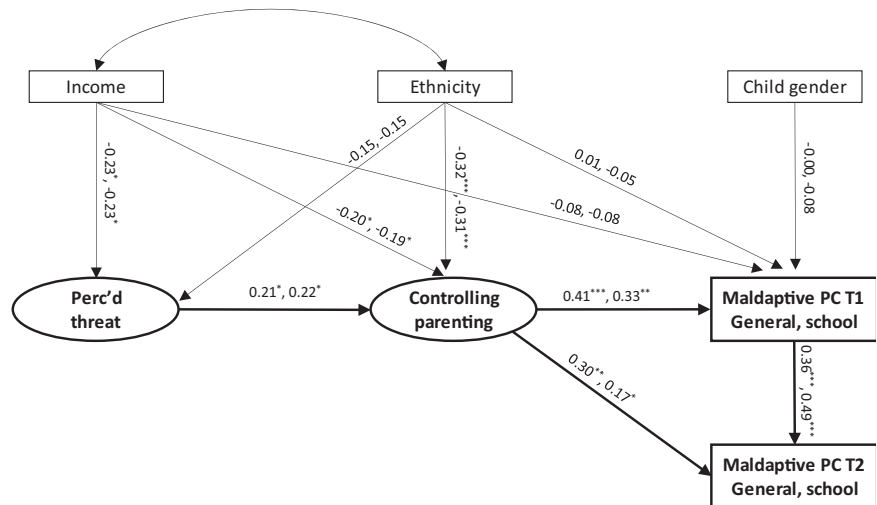 Income
Ethnicity
Child gender
-0.23*, -0.23*
-0.15, -0.15
-0.20*, -0.19*
-0.32***, -0.31***
-0.08, -0.08
0.01, -0.05
-0.00, -0.08
Perc'd
threat
0.21*, 0.22*
Controlling
parenting
0.41***, 0.33**
Maldaptive PC T1
General, school
0.30**, 0.17*
0.36***, 0.49***
Maldaptive PC T2
General, school